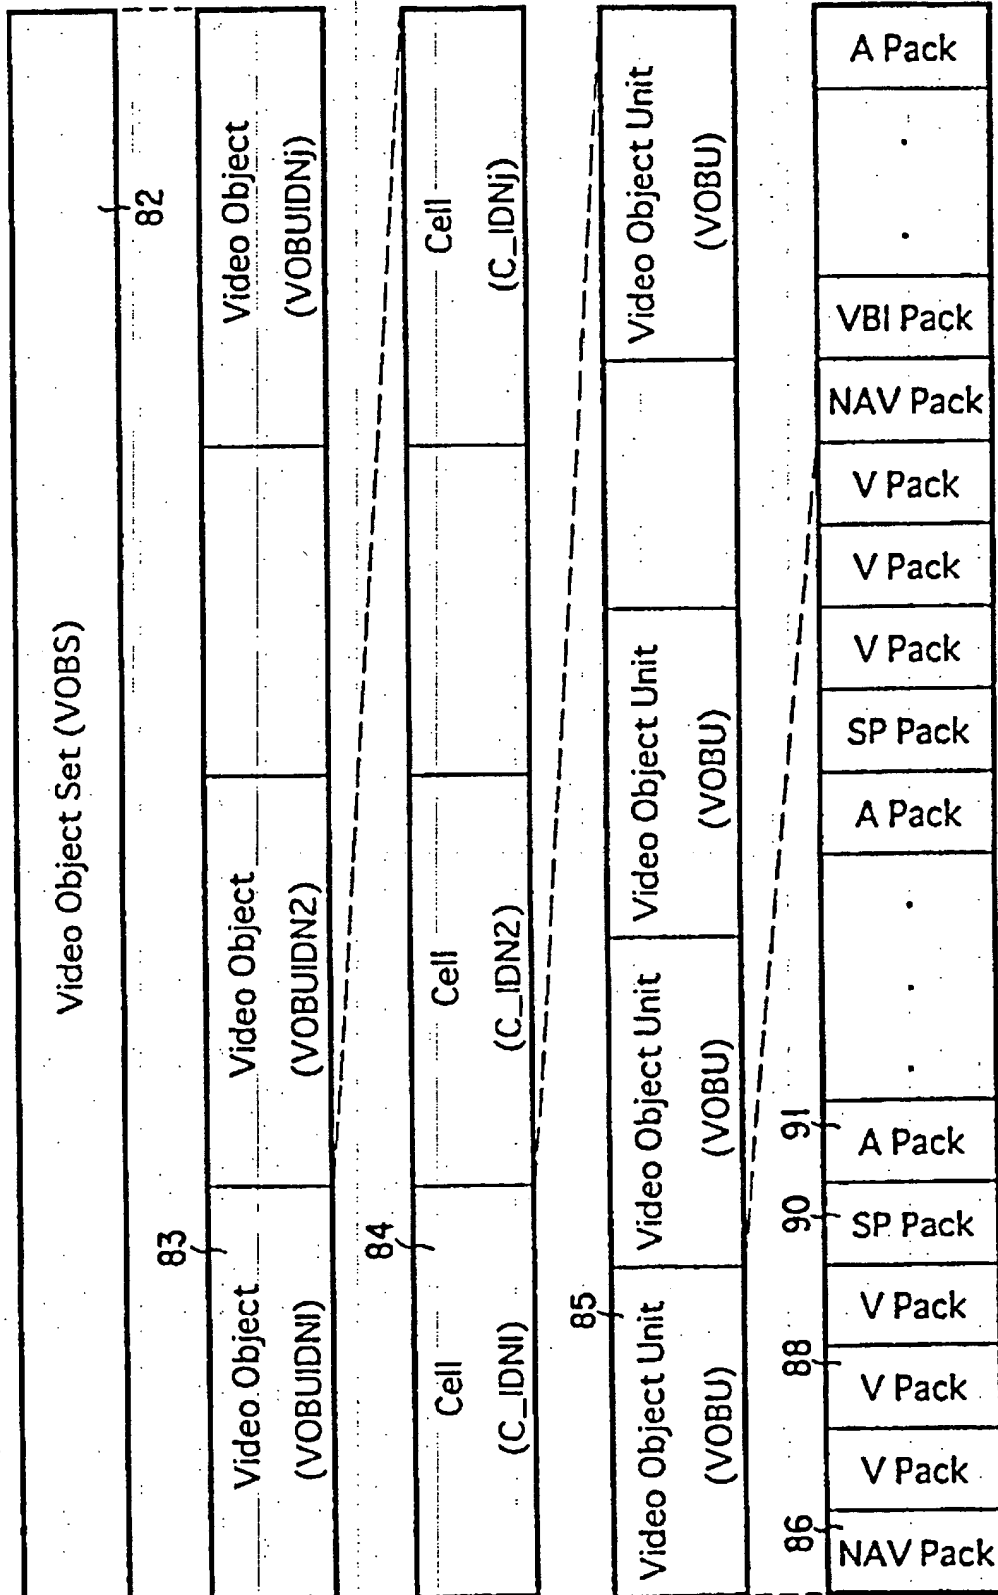 Video Object Set (VOBS)
82
83
Video Object
(VOBUIDN1)
Video Object
(VOBUIDN2)
Video Object
(VOBUIDNj)
84
Cell
(C_IDN1)
Cell
(C_IDN2)
Cell
(C_IDNj)
85
Video Object Unit
(VOBU)
Video Object Unit
(VOBU)
Video Object Unit
(VOBU)
Video Object Unit
(VOBU)
86
88
90
91
NAV Pack
V Pack
V Pack
V Pack
SP Pack
A Pack
A Pack
SP Pack
V Pack
V Pack
V Pack
NAV Pack
VBI Pack
A Pack